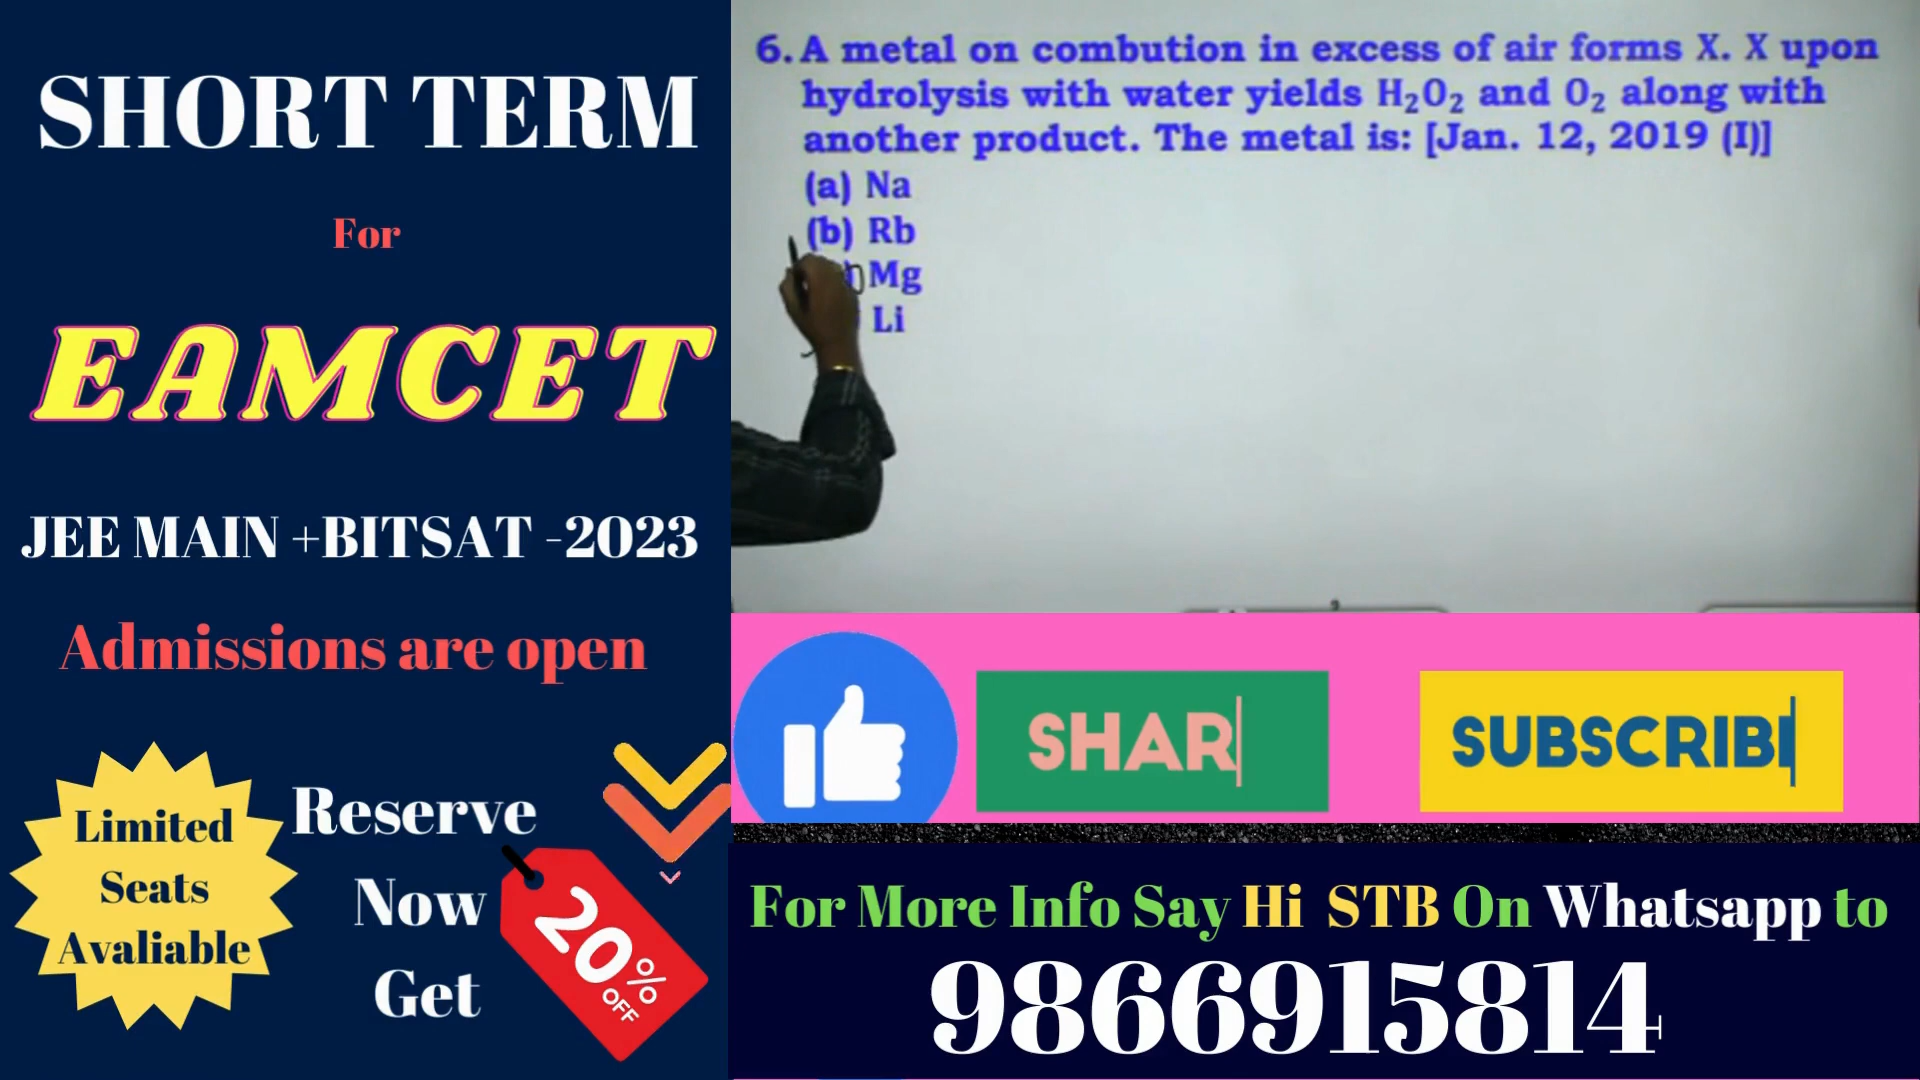 SHORT TERM
For
EAMCET
JEE MAIN +BITSAT -2023
Admissions are open
Limited
Seats
Avaliable
Reserve
Now
Get
20%
OFF
6. A metal on combution in excess of air forms X. X upon
hydrolysis with water yields H₂O₂ and O₂ along with
another product. The metal is: [Jan. 12, 2019 (I)]
(a) Na
(b) Rb
) Mg
Li
SHAR
SUBSCRIBI
For More Info Say Hi STB On Whatsapp to
9866915814